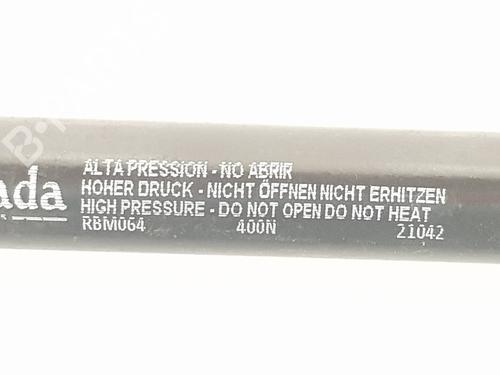 ada
ALTA PRESSION - NO ABRIR
HOHER DRUCK - NICHT ÖFFNEN NICHT ERHITZEN
HIGH PRESSURE - DO NOT OPEN DO NOT HEAT
RBM064 400N 21042
B-PARTS